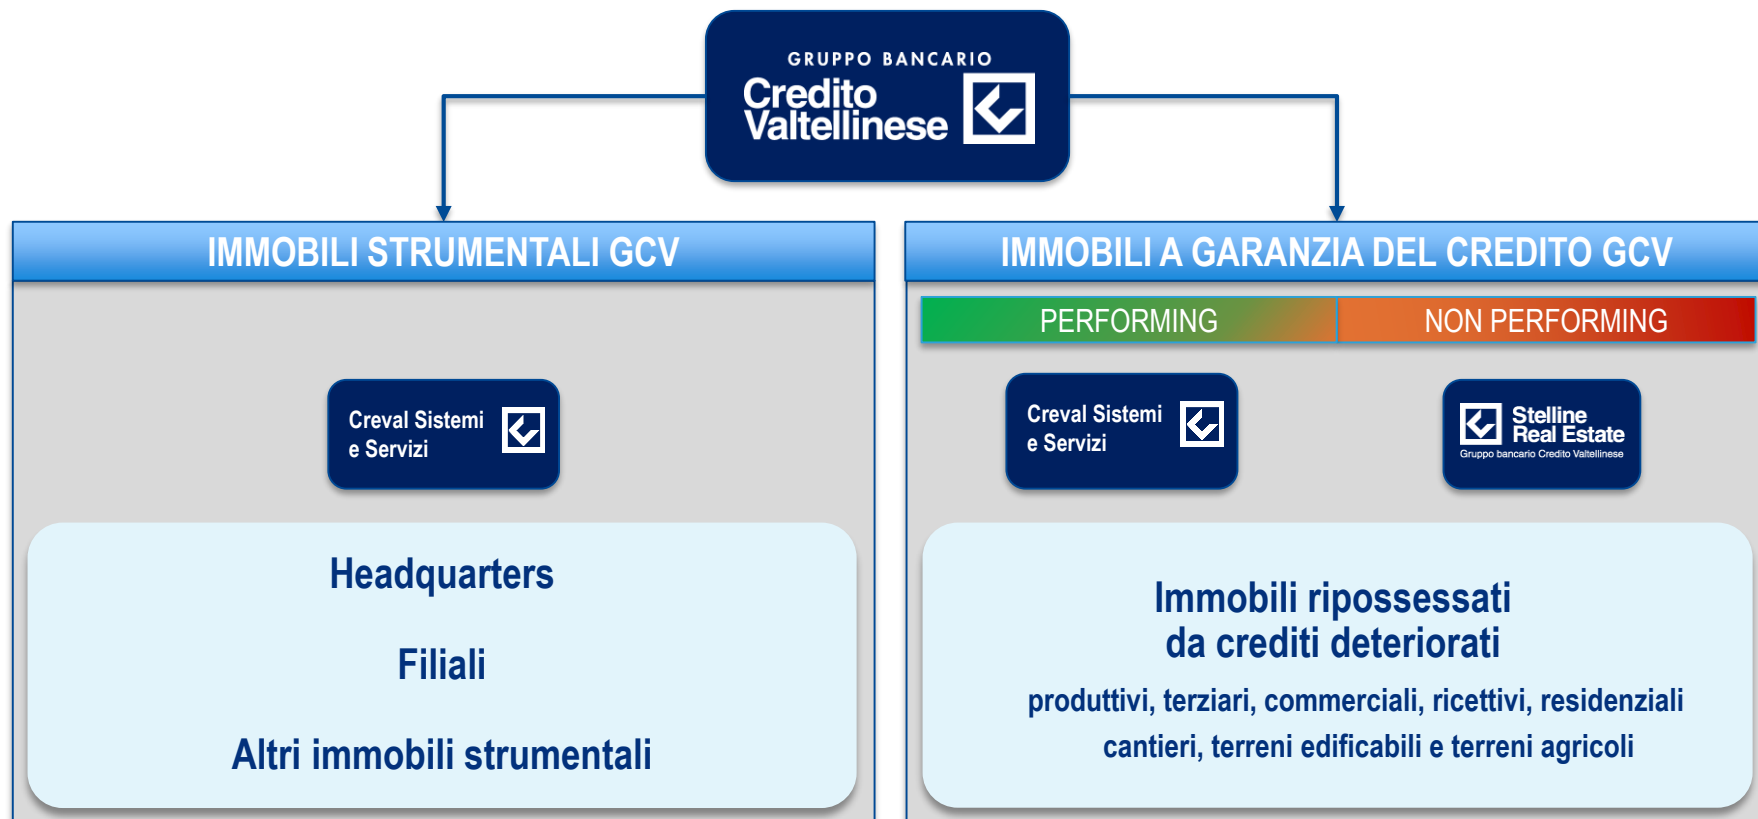 GRUPPO BANCARIO
Credito
Valtellinese
IMMOBILI STRUMENTALI GCV
Creval Sistemi
e Servizi
Headquarters
Filiali
Altri immobili strumentali
IMMOBILI A GARANZIA DEL CREDITO GCV
PERFORMING
NON PERFORMING
Creval Sistemi
e Servizi
Stelline
Real Estate
Gruppo bancario Credito Valtellinese
Immobili ripossessati
da crediti deteriorati
produttivi, terziari, commerciali, ricettivi, residenziali
cantieri, terreni edificabili e terreni agricoli